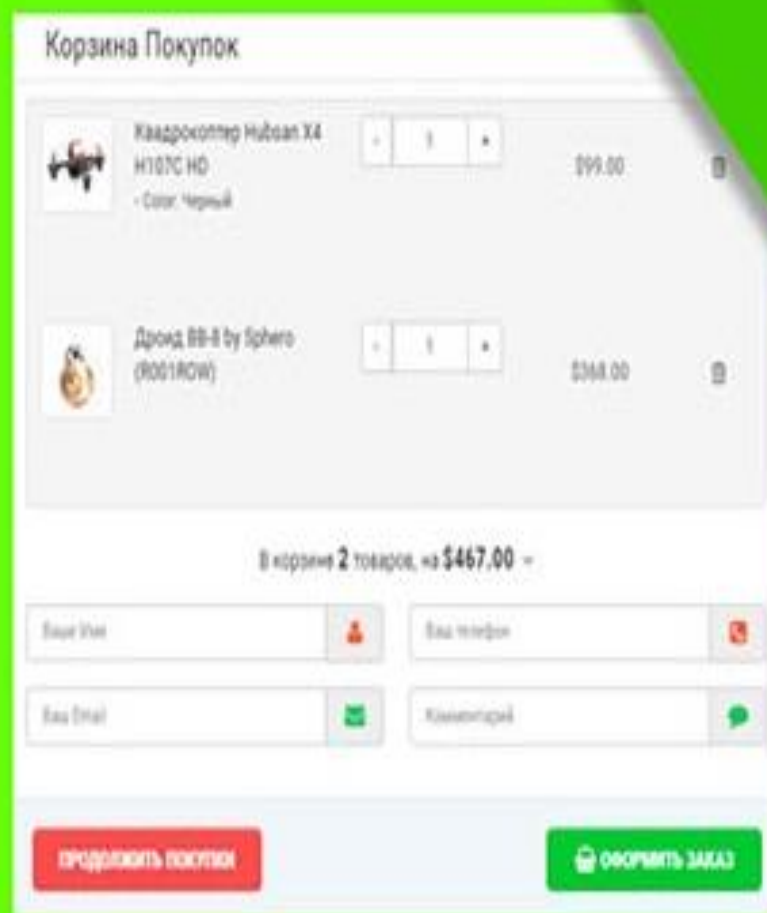 Корзина Покупок
Квадрокоптер Hubsan X4
H107C HD
- Color: Черный
- 1 +
$99.00
Дроид BB-8 by Sphero
(R001ROW)
- 1 +
$368.00
В корзине 2 товаров, на $467.00
Ваше Имя
Ваш телефон
Ваш Email
Комментарий
ПРОДОЛЖИТЬ ПОКУПКИ
ОФОРМИТЬ ЗАКАЗ